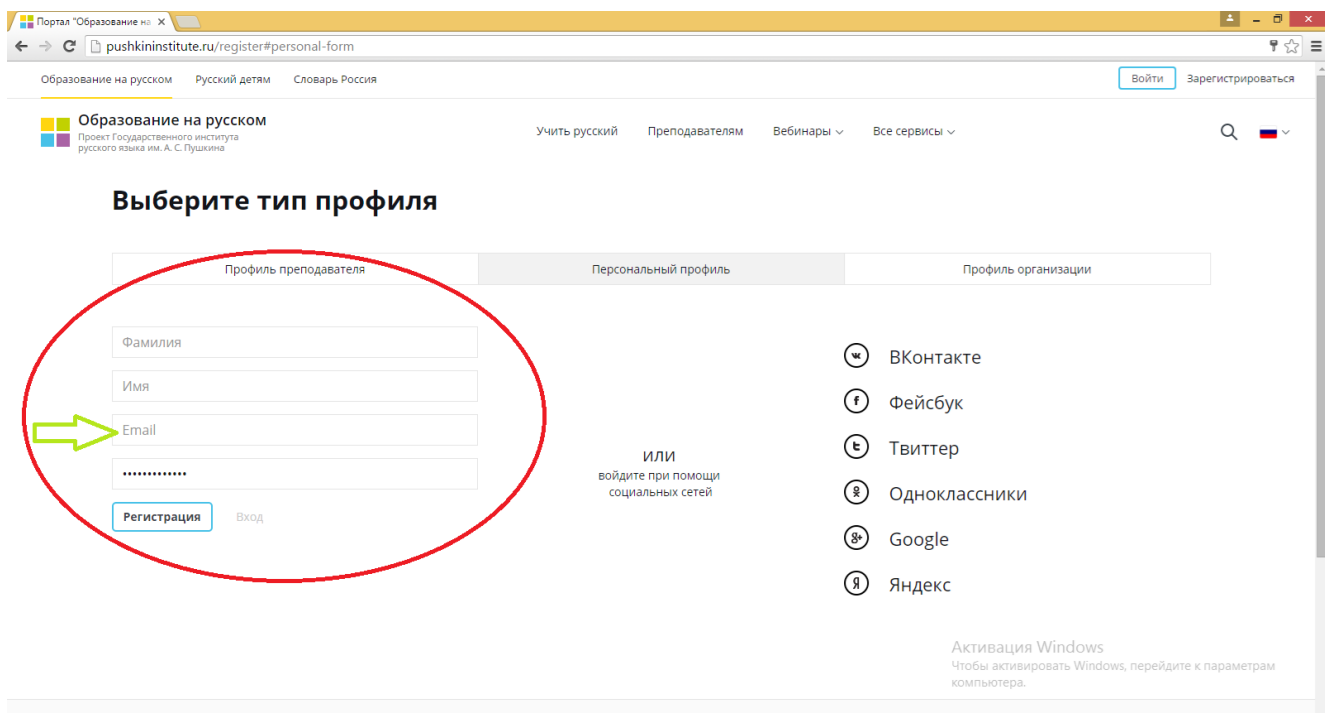 Портал "Образование на
pushkininstitute.ru/register#personal-form
Образование на русском Русский детям Словарь Россия Войти Зарегистрироваться
Образование на русском
Проект Государственного института
русского языка им. А. С. Пушкина
Учить русский Преподавателям Вебинары Все сервисы
Выберите тип профиля
Профиль преподавателя Персональный профиль Профиль организации
Фамилия
Имя
Email
•••••••••••••
Регистрация Вход
или
войдите при помощи
социальных сетей
ВКонтакте
Фейсбук
Твиттер
Одноклассники
Google
Яндекс
Активация Windows
Чтобы активировать Windows, перейдите к параметрам
компьютера.